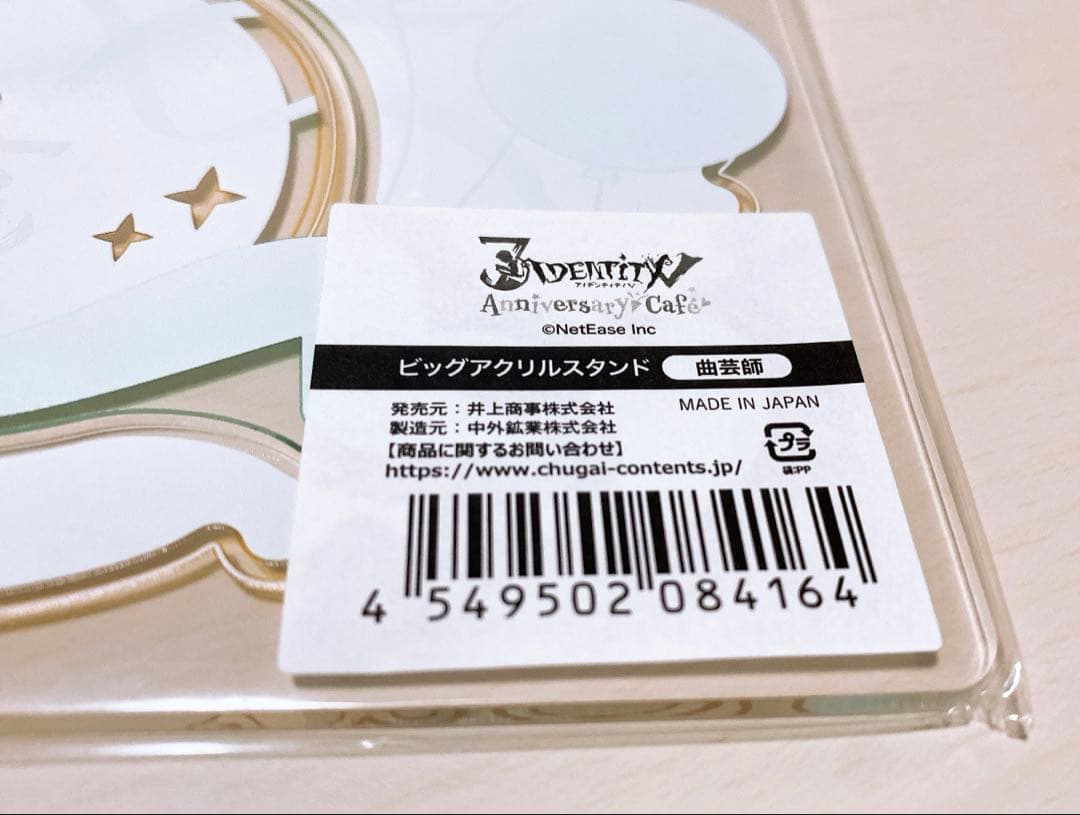 3 IDENTITY V
アイデンティティV
Anniversary Café
©NetEase Inc
ビッグアクリルスタンド 曲芸師
MADE IN JAPAN
発売元：井上商事株式会社
製造元：中外鉱業株式会社
【商品に関するお問い合わせ】
https://www.chugai-contents.jp/
プラ
袋:PP
4 549502 084164